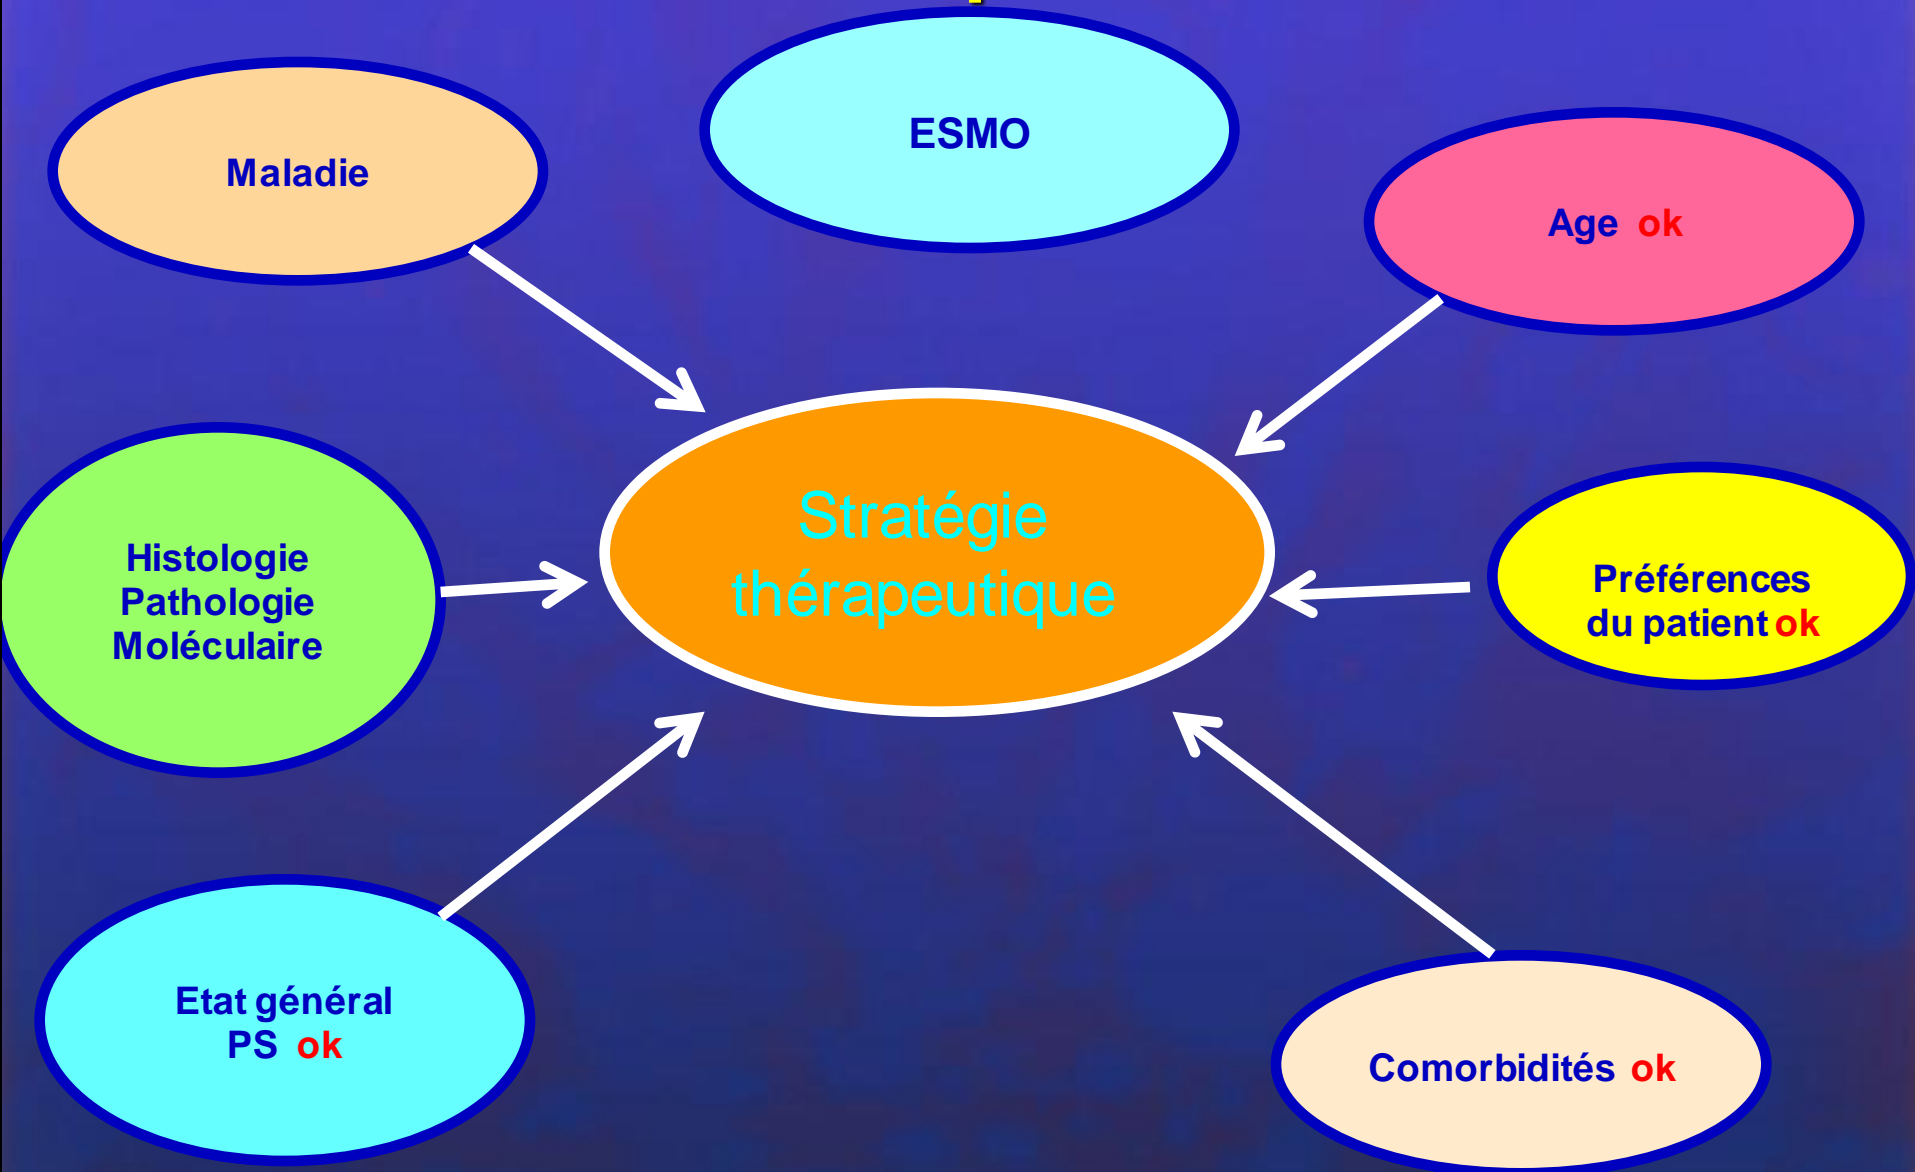 ESMO
Maladie
Age ok
Stratégie
thérapeutique
Histologie
Pathologie
Moléculaire
Préférences
du patient ok
Etat général
PS ok
Comorbidités ok